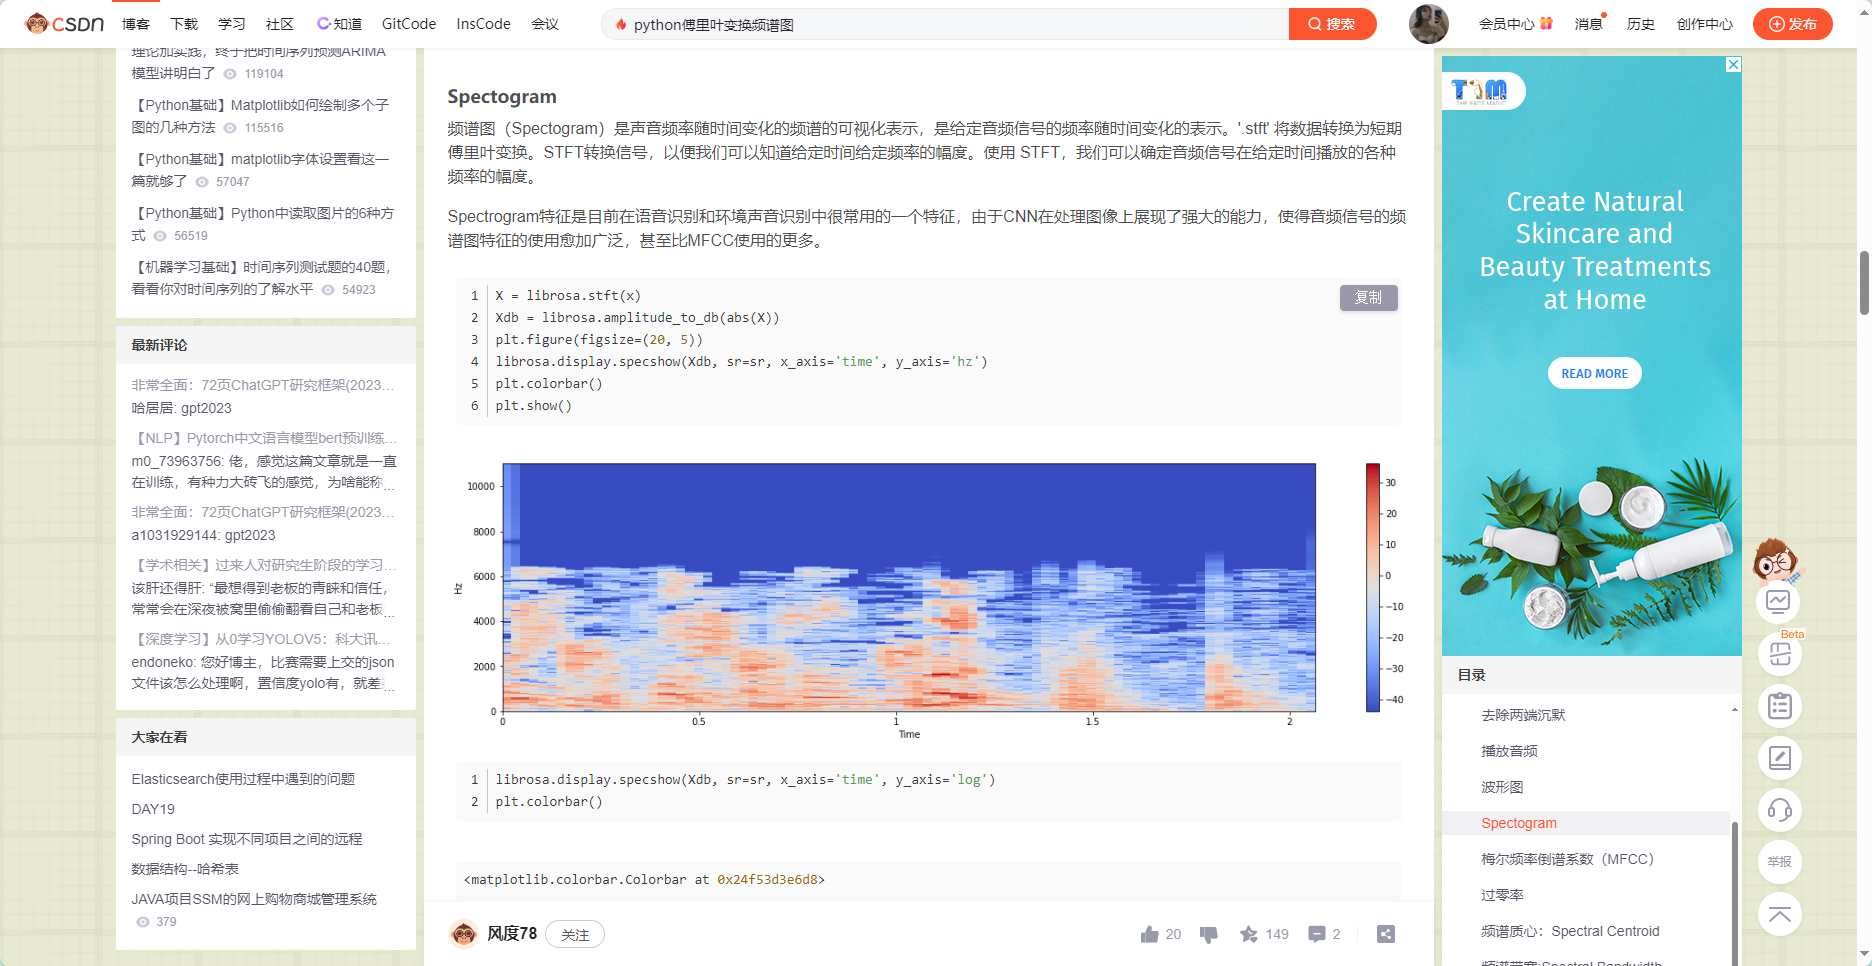 CSDN 博客 下载 学习 社区 知道 GitCode InsCode 会议 python傅里叶变换频谱图 搜索 会员中心 消息 历史 创作中心 发布
理论加实践，终于把时间序列预测ARIMA
模型讲明白了 119104
【Python基础】Matplotlib如何绘制多个子
图的几种方法 115516
【Python基础】matplotlib字体设置看这一
篇就够了 57047
【Python基础】Python中读取图片的6种方
式 56519
【机器学习基础】时间序列测试题的40题，
看看你对时间序列的了解水平 54923
最新评论
非常全面：72页ChatGPT研究框架(2023...
哈居居: gpt2023
【NLP】Pytorch中文语言模型bert预训练...
m0_73963756: 佬，感觉这篇文章就是一直
在训练，有种力大砖飞的感觉，为啥能称...
非常全面：72页ChatGPT研究框架(2023...
a1031929144: gpt2023
【学术相关】过来人对研究生阶段的学习...
该肝还得肝: “最想得到老板的青睐和信任，
常常会在深夜被窝里偷偷翻看自己和老板...
【深度学习】从0学习YOLOV5：科大讯...
endoneko: 您好博主，比赛需要上交的json
文件该怎么处理啊，置信度yolo有，就差...
大家在看
Elasticsearch使用过程中遇到的问题
DAY19
Spring Boot 实现不同项目之间的远程
数据结构--哈希表
JAVA项目SSM的网上购物商城管理系统
379
Spectogram
频谱图（Spectogram）是声音频率随时间变化的频谱的可视化表示，是给定音频信号的频率随时间变化的表示。'.stft' 将数据转换为短期
傅里叶变换。STFT转换信号，以便我们可以知道给定时间给定频率的幅度。使用 STFT，我们可以确定音频信号在给定时间播放的各种
频率的幅度。
Spectrogram特征是目前在语音识别和环境声音识别中很常用的一个特征，由于CNN在处理图像上展现了强大的能力，使得音频信号的频
谱图特征的使用愈加广泛，甚至比MFCC使用的更多。
复制
1 X = librosa.stft(x)
2 Xdb = librosa.amplitude_to_db(abs(X))
3 plt.figure(figsize=(20, 5))
4 librosa.display.specshow(Xdb, sr=sr, x_axis='time', y_axis='hz')
5 plt.colorbar()
6 plt.show()
10000
8000
6000
4000
2000
0
Hz
0 0.5 1 1.5 2
Time
30
20
10
0
−10
−20
−30
−40
1 librosa.display.specshow(Xdb, sr=sr, x_axis='time', y_axis='log')
2 plt.colorbar()
<matplotlib.colorbar.Colorbar at 0x24f53d3e6d8>
风度78 关注 20 149 2
THE FACT MAGIC
Create Natural
Skincare and
Beauty Treatments
at Home
READ MORE
目录
去除两端沉默
播放音频
波形图
Spectogram
梅尔频率倒谱系数（MFCC）
过零率
频谱质心：Spectral Centroid
频谱带宽:Spectral Bandwidth
Beta
举报